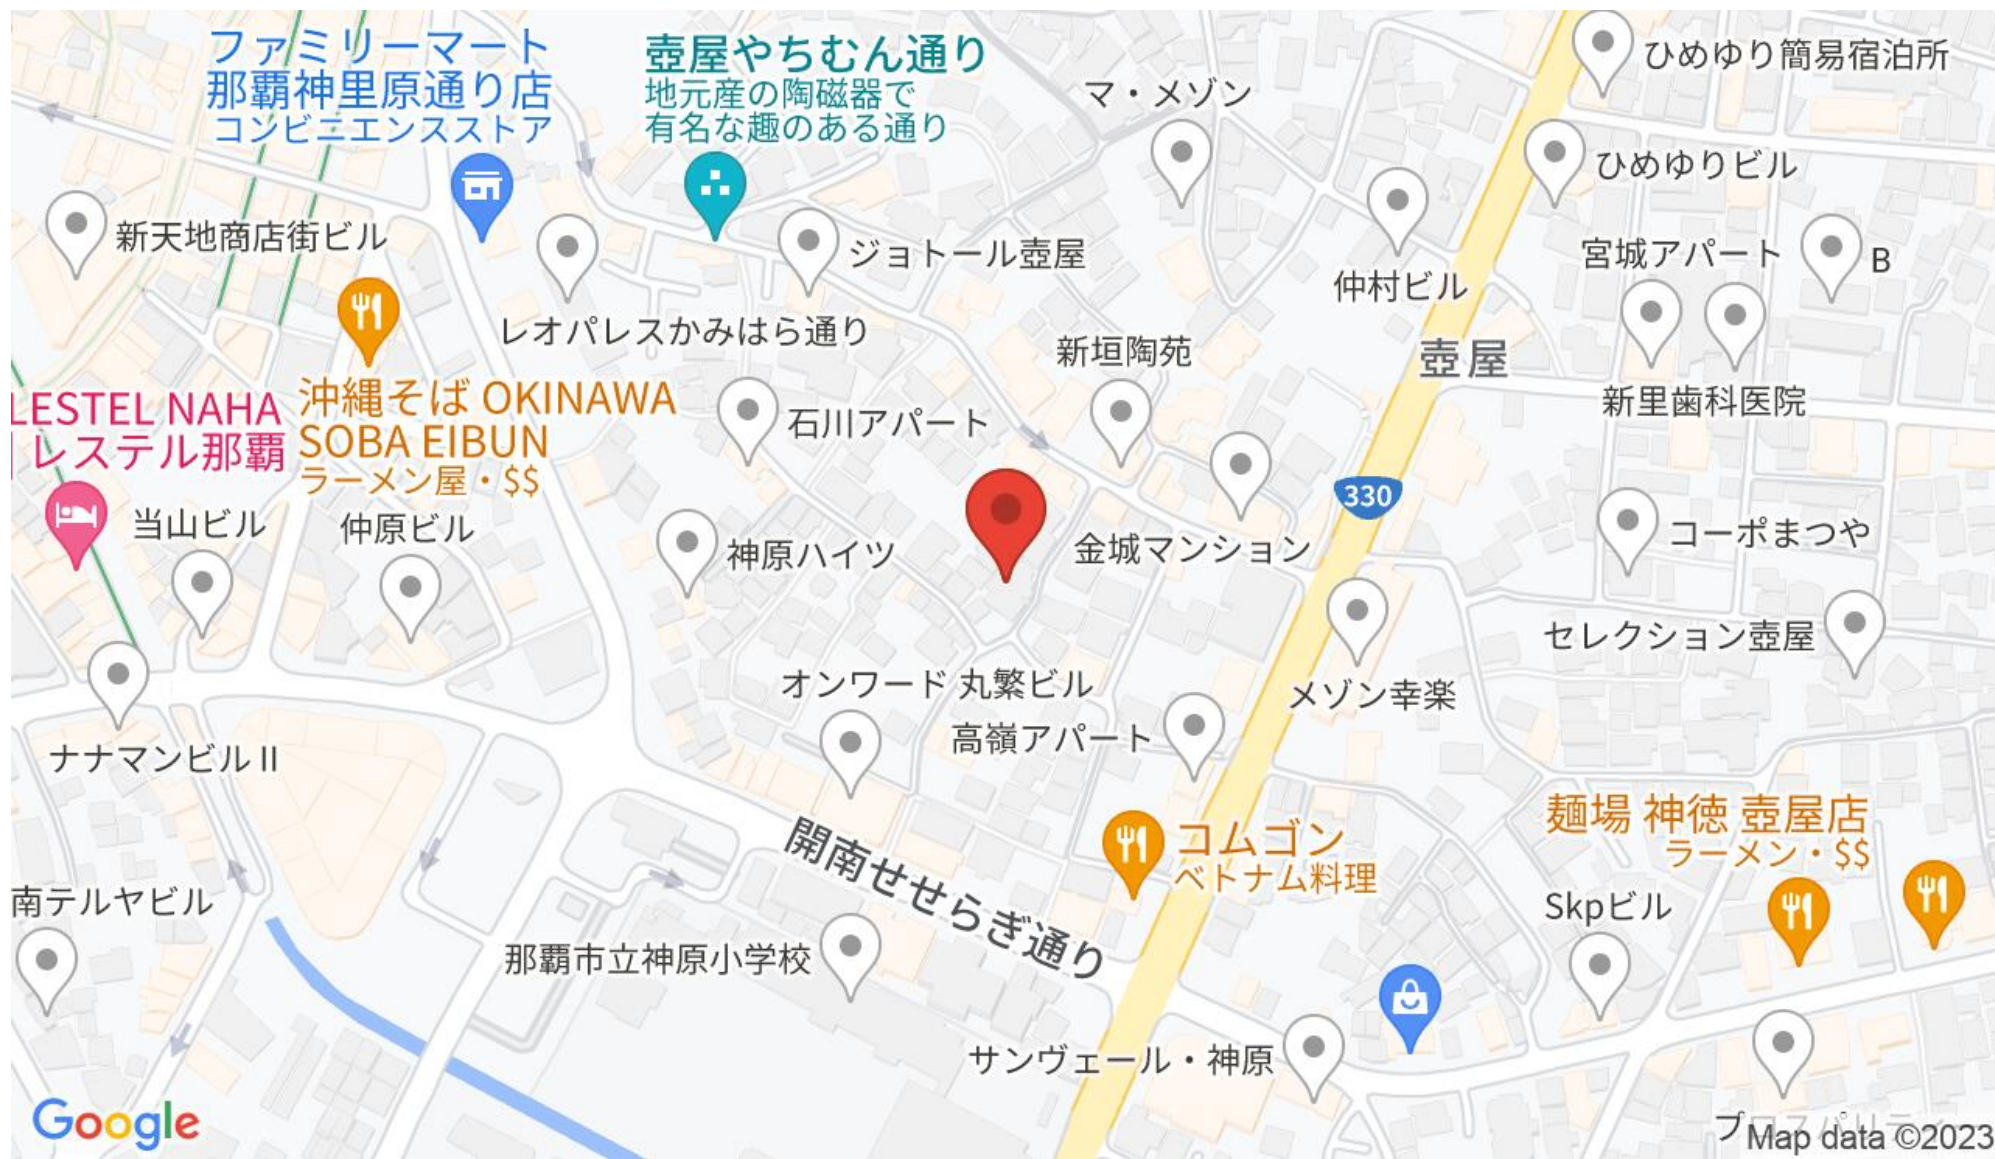 ファミリーマート
那覇神里原通り店
コンビニエンスストア
壺屋やちむん通り
地元産の陶磁器で
有名な趣のある通り
マ・メゾン
ひめゆり簡易宿泊所
ひめゆりビル
新天地商店街ビル
ジョトール壺屋
仲村ビル
宮城アパート
B
レオパレスかみはら通り
新垣陶苑
壺屋
新里歯科医院
LESTEL NAHA
レステル那覇
沖縄そば OKINAWA
SOBA EIBUN
ラーメン屋・$$
石川アパート
330
当山ビル
仲原ビル
神原ハイツ
金城マンション
コーポまつや
セレクション壺屋
オンワード 丸繁ビル
メゾン幸楽
高嶺アパート
ナナマンビルⅡ
開南せせらぎ通り
コムゴン
ベトナム料理
麺場 神徳 壺屋店
ラーメン・$$
南テルヤビル
Skpビル
那覇市立神原小学校
サンヴェール・神原
Google
Map data ©2023